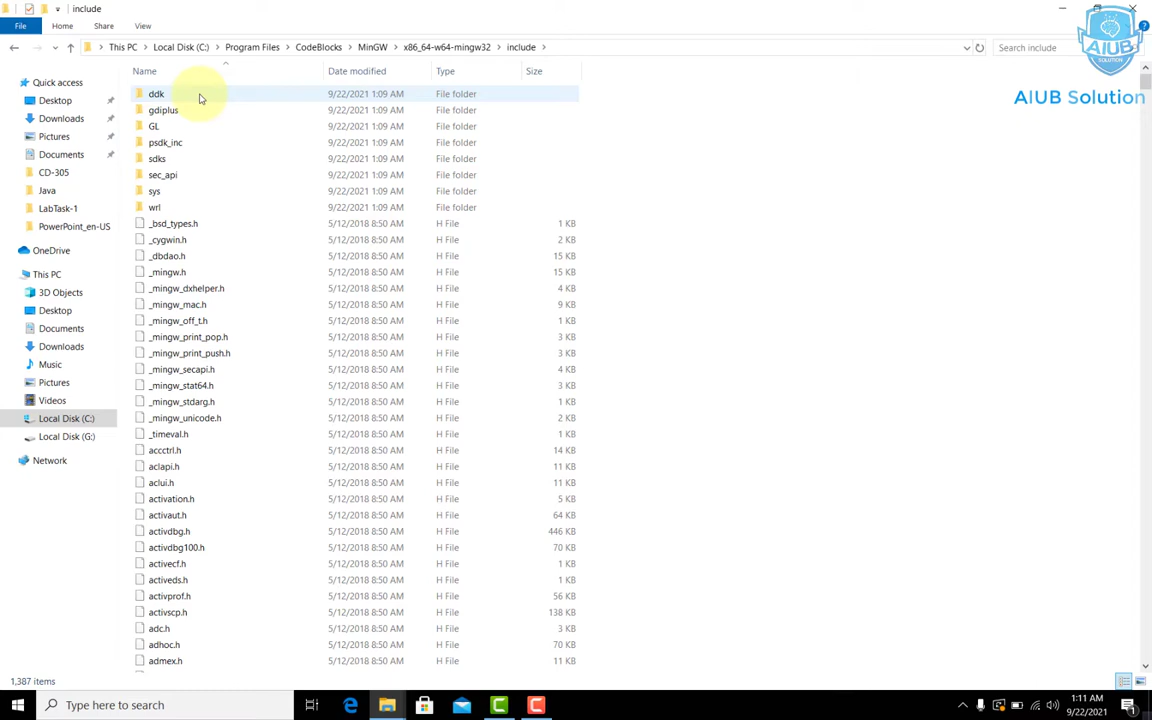 include
File Home Share View
This PC Local Disk (C:) Program Files CodeBlocks MinGW x86_64-w64-mingw32 include
Search include
AIUB
SOLUTION
AIUB Solution
Name Date modified Type Size
Quick access
Desktop
Downloads
Pictures
Documents
CD-305
Java
LabTask-1
PowerPoint_en-US
OneDrive
This PC
3D Objects
Desktop
Documents
Downloads
Music
Pictures
Videos
Local Disk (C:)
Local Disk (G:)
Network
ddk 9/22/2021 1:09 AM File folder
gdiplus 9/22/2021 1:09 AM File folder
GL 9/22/2021 1:09 AM File folder
psdk_inc 9/22/2021 1:09 AM File folder
sdks 9/22/2021 1:09 AM File folder
sec_api 9/22/2021 1:09 AM File folder
sys 9/22/2021 1:09 AM File folder
wrl 9/22/2021 1:09 AM File folder
_bsd_types.h 5/12/2018 8:50 AM H File 1 KB
_cygwin.h 5/12/2018 8:50 AM H File 2 KB
_dbdao.h 5/12/2018 8:50 AM H File 15 KB
_mingw.h 5/12/2018 8:50 AM H File 15 KB
_mingw_dxhelper.h 5/12/2018 8:50 AM H File 4 KB
_mingw_mac.h 5/12/2018 8:50 AM H File 9 KB
_mingw_off_t.h 5/12/2018 8:50 AM H File 1 KB
_mingw_print_pop.h 5/12/2018 8:50 AM H File 3 KB
_mingw_print_push.h 5/12/2018 8:50 AM H File 3 KB
_mingw_secapi.h 5/12/2018 8:50 AM H File 4 KB
_mingw_stat64.h 5/12/2018 8:50 AM H File 3 KB
_mingw_stdarg.h 5/12/2018 8:50 AM H File 1 KB
_mingw_unicode.h 5/12/2018 8:50 AM H File 2 KB
_timeval.h 5/12/2018 8:50 AM H File 1 KB
accctrl.h 5/12/2018 8:50 AM H File 14 KB
aclapi.h 5/12/2018 8:50 AM H File 11 KB
aclui.h 5/12/2018 8:50 AM H File 11 KB
activation.h 5/12/2018 8:50 AM H File 5 KB
activaut.h 5/12/2018 8:50 AM H File 64 KB
activdbg.h 5/12/2018 8:50 AM H File 446 KB
activdbg100.h 5/12/2018 8:50 AM H File 70 KB
activecf.h 5/12/2018 8:50 AM H File 1 KB
activeds.h 5/12/2018 8:50 AM H File 1 KB
activprof.h 5/12/2018 8:50 AM H File 56 KB
activscp.h 5/12/2018 8:50 AM H File 138 KB
adc.h 5/12/2018 8:50 AM H File 3 KB
adhoc.h 5/12/2018 8:50 AM H File 70 KB
admex.h 5/12/2018 8:50 AM H File 11 KB
1,387 items
Type here to search
1:11 AM
9/22/2021
1